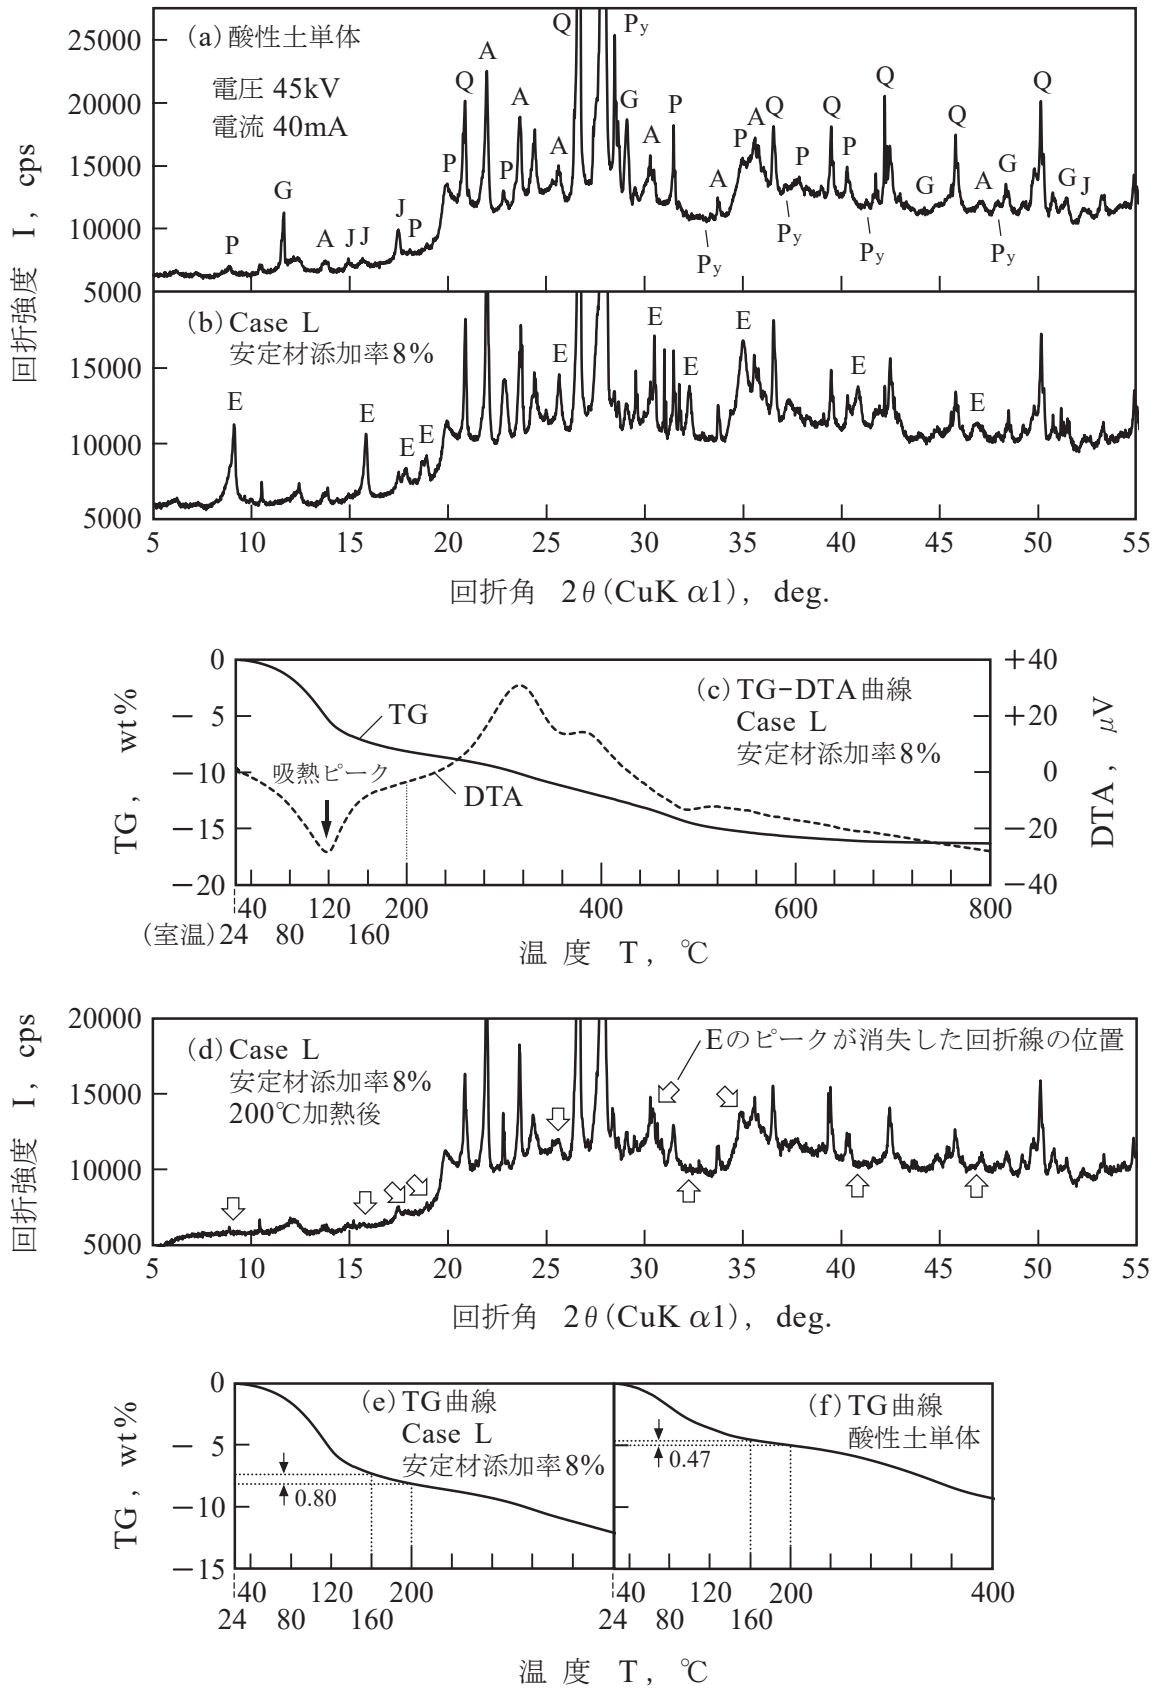 (a)酸性土単体
電圧 45kV
電流 40mA
25000
20000
15000
10000
5000
回折強度 I, cps
P G A J J J P P Q A P A A Q Py G A P A P A Q P Q P Q G Q A G Q G J
Py Py Py Py
(b)Case L
安定材添加率8%
15000
10000
5000
E E E E E E E E E E
5 10 15 20 25 30 35 40 45 50 55
回折角 2θ(CuK α1), deg.
(c)TG-DTA曲線
Case L
安定材添加率8%
0
−5
−10
−15
−20
TG, wt%
+40
+20
0
−20
−40
DTA, μV
TG
吸熱ピーク
DTA
40 120 200 400 600 800
(室温)24 80 160
温度 T, ℃
(d)Case L
安定材添加率8%
200℃加熱後
Eのピークが消失した回折線の位置
20000
15000
10000
5000
回折強度 I, cps
5 10 15 20 25 30 35 40 45 50 55
回折角 2θ(CuK α1), deg.
(e)TG曲線
Case L
安定材添加率8%
0.80
(f)TG曲線
酸性土単体
0.47
0
−5
−10
−15
TG, wt%
40 120 200 40 120 200 400
24 80 160 24 80 160
温度 T, ℃